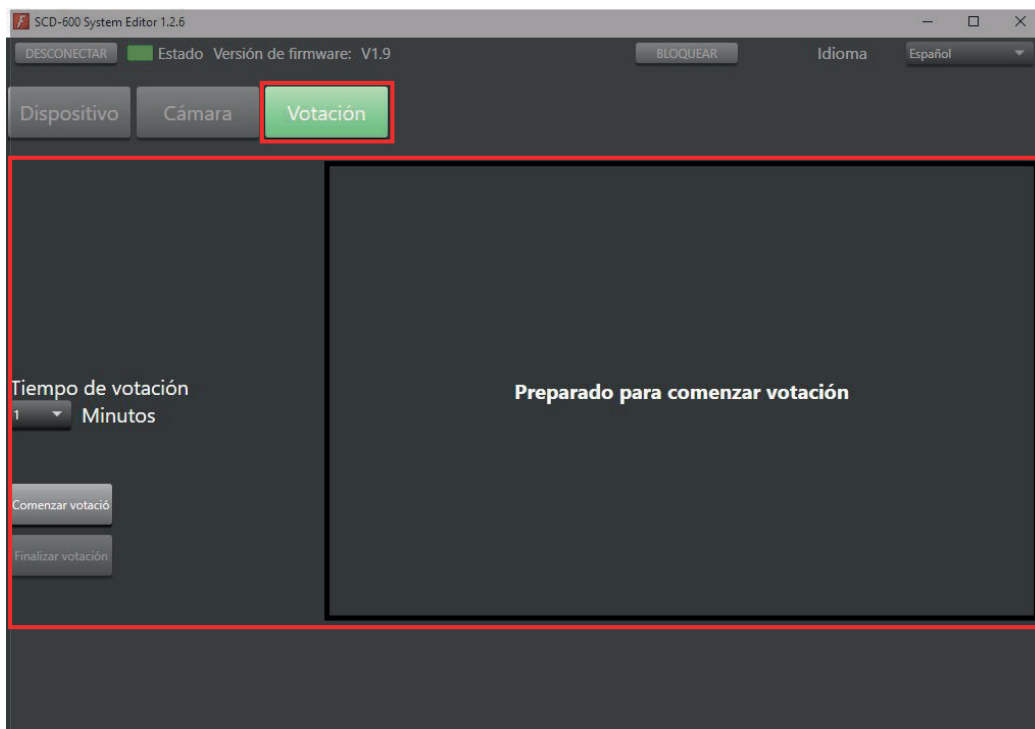 SCD-600 System Editor 1.2.6
DESCONECTAR Estado Versión de firmware: V1.9 BLOQUEAR Idioma Español
Dispositivo Cámara Votación
Tiempo de votación
1 Minutos
Preparado para comenzar votación
Comenzar votació
Finalizar votación